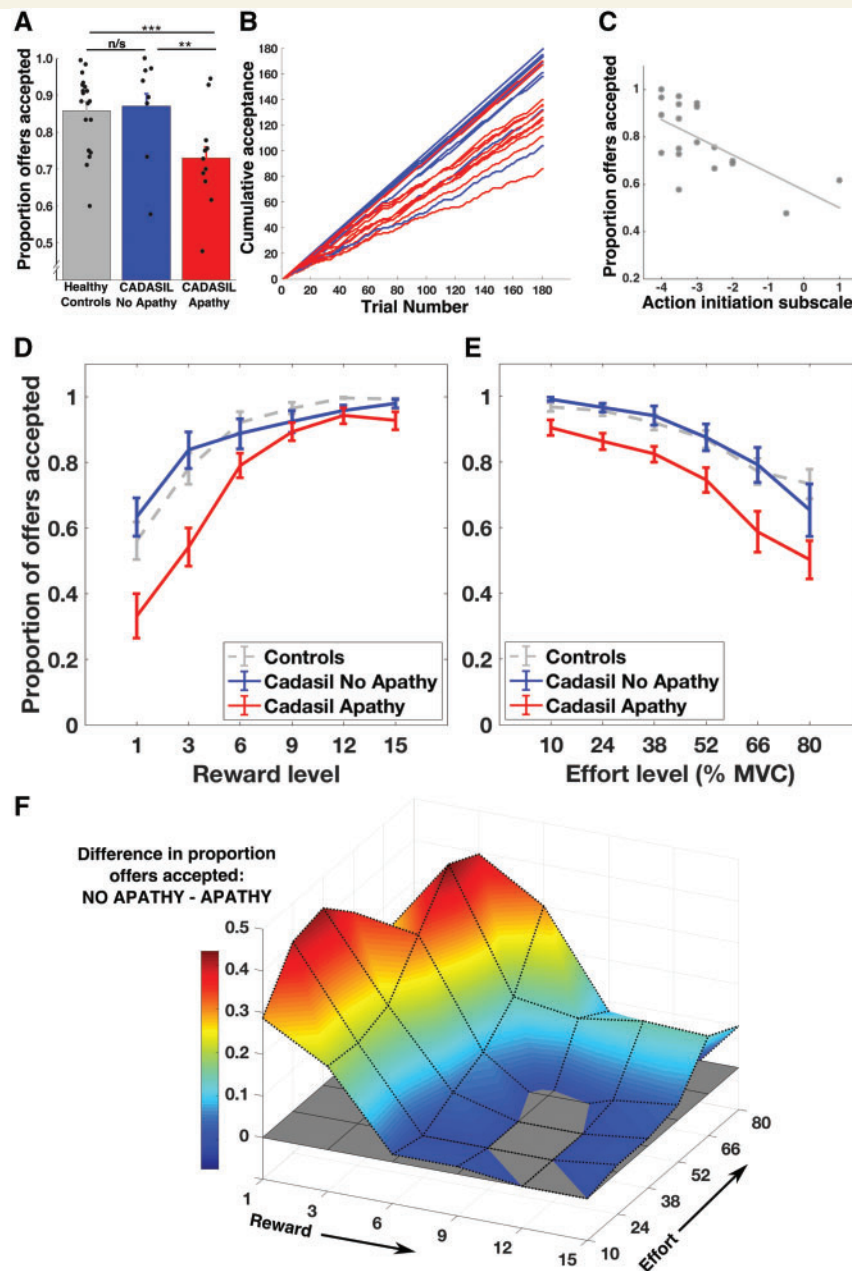 A
B
C
***
n/s
**
Proportion offers accepted
1.0
0.9
0.8
0.7
0.6
0.5
Healthy
Controls
CADASIL
No Apathy
CADASIL
Apathy
Cumulative acceptance
180
160
140
120
100
80
60
40
20
0
0 20 40 60 80 100 120 140 160 180
Trial Number
Proportion offers accepted
1
0.8
0.6
0.4
0.2
-4 -3 -2 -1 0 1
Action initiation subscale
D
E
Proportion of offers accepted
1
0.8
0.6
0.4
0.2
0
Controls
Cadasil No Apathy
Cadasil Apathy
1 3 6 9 12 15
Reward level
1
0.8
0.6
0.4
0.2
0
Controls
Cadasil No Apathy
Cadasil Apathy
10 24 38 52 66 80
Effort level (% MVC)
F
Difference in proportion
offers accepted:
NO APATHY - APATHY
0.5
0.4
0.3
0.2
0.1
0
1 3 6 9 12 15
Reward
10 24 38 52 66 80
Effort